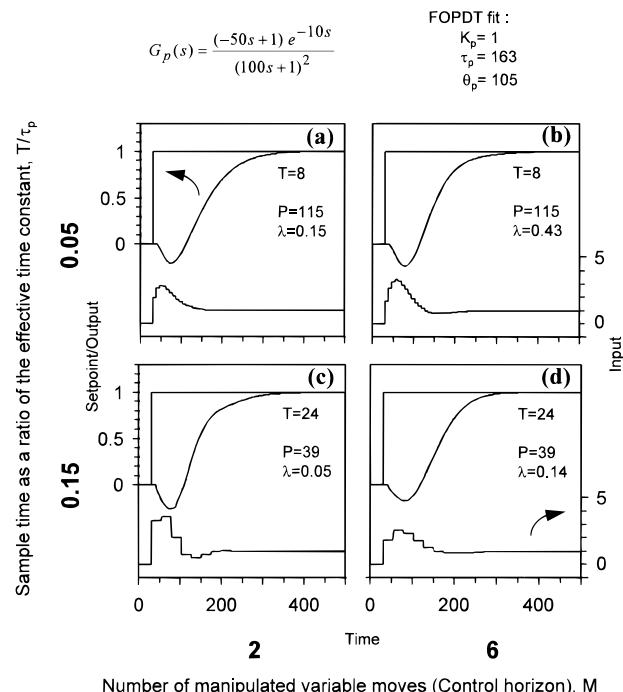 G_p(s) = (-50s+1) e^{-10s} / (100s+1)^2
FOPDT fit :
K_p= 1
τ_p= 163
θ_p= 105
Sample time as a ratio of the effective time constant, T/τ_p
0.05
0.15
Setpoint/Output
Input
(a)
1
0.5
0
T=8
P=115
λ=0.15
(b)
T=8
P=115
λ=0.43
5
0
(c)
1
0.5
0
T=24
P=39
λ=0.05
(d)
T=24
P=39
λ=0.14
5
0
0 200 400
0 200 400
Time
2
6
Number of manipulated variable moves (Control horizon), M